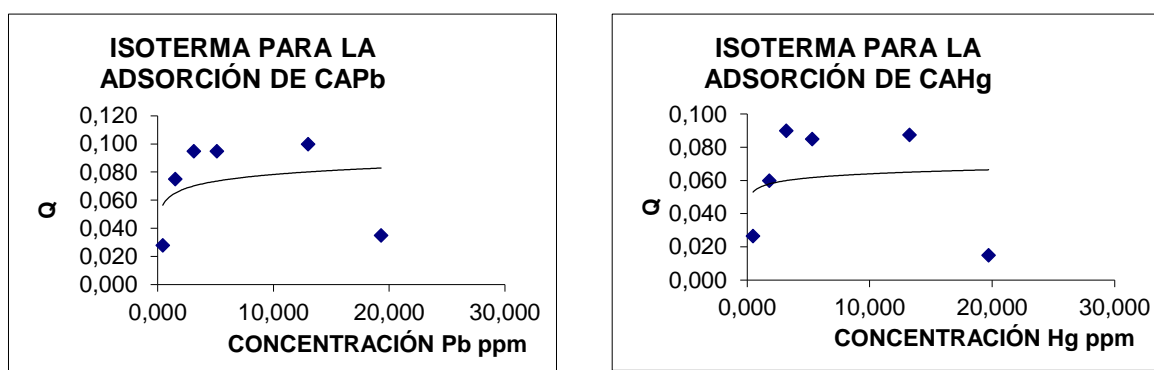 ISOTERMA PARA LA
ADSORCIÓN DE CAPb
0,120
0,100
0,080
0,060
0,040
0,020
0,000
Q
0,000 10,000 20,000 30,000
CONCENTRACIÓN Pb ppm
ISOTERMA PARA LA
ADSORCIÓN DE CAHg
0,100
0,080
0,060
0,040
0,020
0,000
Q
0,000 10,000 20,000 30,000
CONCENTRACIÓN Hg ppm